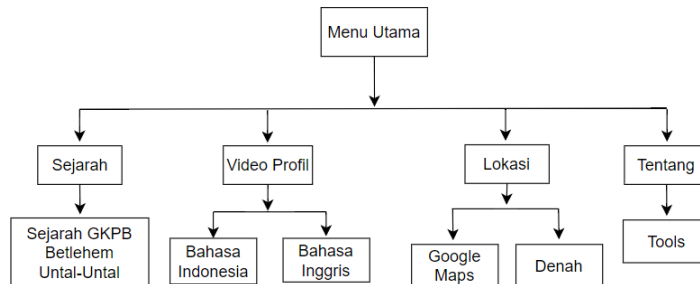 Menu Utama
Sejarah
Video Profil
Lokasi
Tentang
Sejarah GKPB
Betlehem
Untal-Untal
Bahasa
Indonesia
Bahasa
Inggris
Google
Maps
Denah
Tools